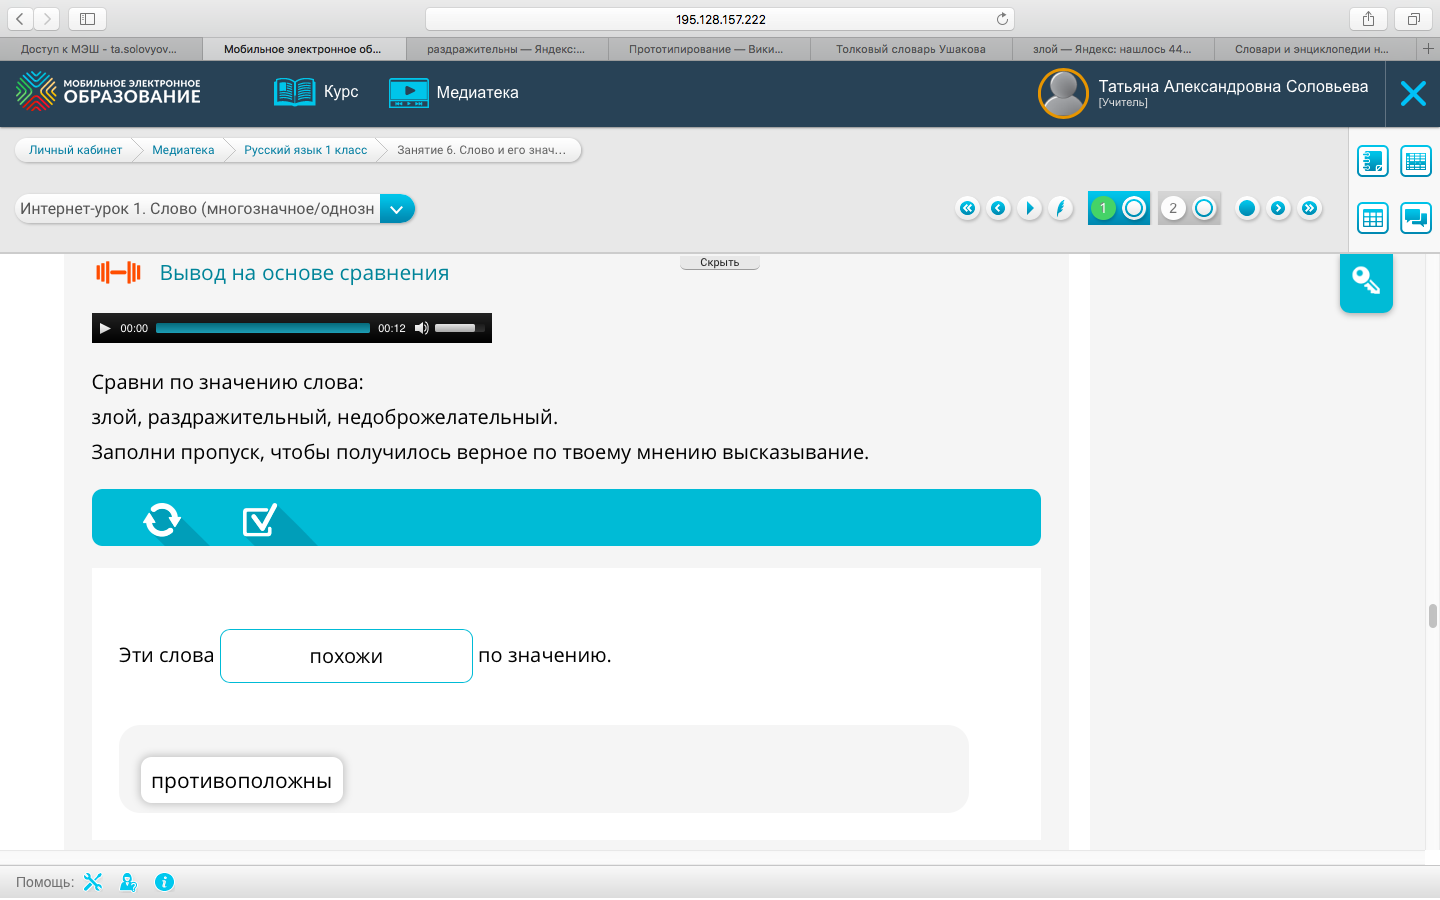 195.128.157.222
Доступ к МЭШ - ta.solovyov...
Мобильное электронное об...
раздражительны — Яндекс:...
Прототипирование — Вики...
Толковый словарь Ушакова
злой — Яндекс: нашлось 44...
Словари и энциклопедии н...
МОБИЛЬНОЕ ЭЛЕКТРОННОЕ
ОБРАЗОВАНИЕ
Курс
Медиатека
Татьяна Александровна Соловьева
[Учитель]
Личный кабинет
Медиатека
Русский язык 1 класс
Занятие 6. Слово и его знач...
Интернет-урок 1. Слово (многозначное/однозн
1
2
Скрыть
Вывод на основе сравнения
00:00
00:12
Сравни по значению слова:
злой, раздражительный, недоброжелательный.
Заполни пропуск, чтобы получилось верное по твоему мнению высказывание.
Эти слова похожи по значению.
противоположны
Помощь: